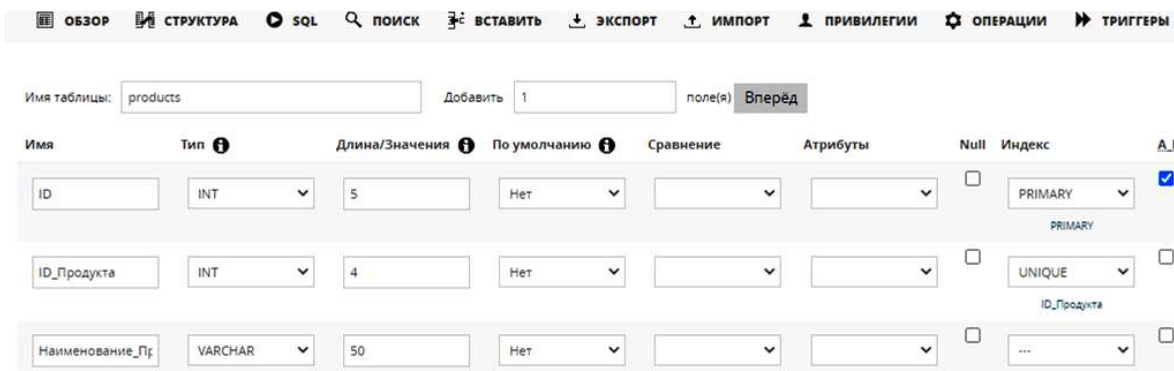 ОБЗОР СТРУКТУРА SQL ПОИСК ВСТАВИТЬ ЭКСПОРТ ИМПОРТ ПРИВИЛЕГИИ ОПЕРАЦИИ ТРИГГЕРЫ
Имя таблицы: products Добавить 1 поле(я) Вперёд
Имя Тип Длина/Значения По умолчанию Сравнение Атрибуты Null Индекс A_
ID INT 5 Нет PRIMARY
PRIMARY
ID_Продукта INT 4 Нет UNIQUE
ID_Продукта
Наименование_Пр VARCHAR 50 Нет ---